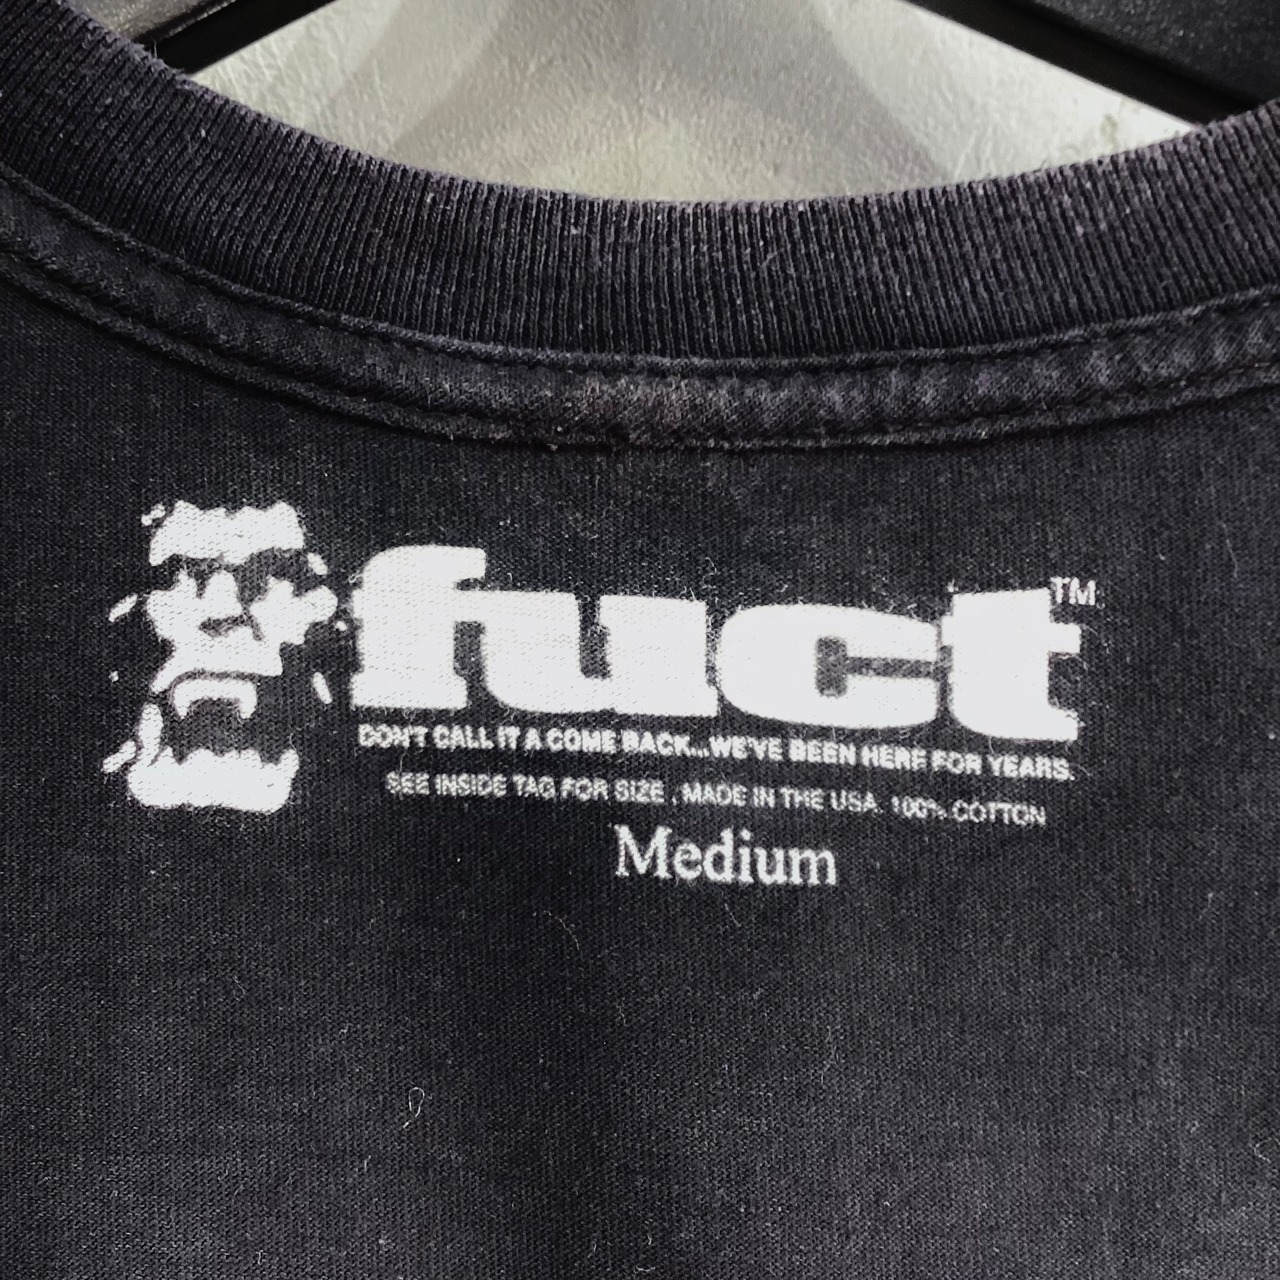 fuct™
DON'T CALL IT A COME BACK...WE'VE BEEN HERE FOR YEARS.
SEE INSIDE TAG FOR SIZE . MADE IN THE USA. 100% COTTON
Medium